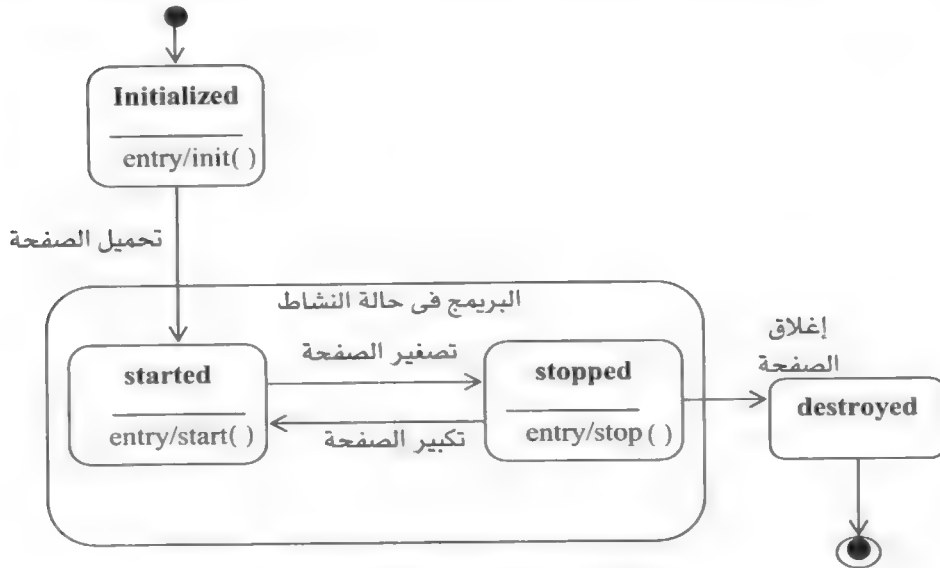 Initialized
entry/init( )
تحميل الصفحة
البريمج فى حالة النشاط
started
entry/start( )
تصغير الصفحة
تكبير الصفحة
stopped
entry/stop ( )
إغلاق
الصفحة
destroyed